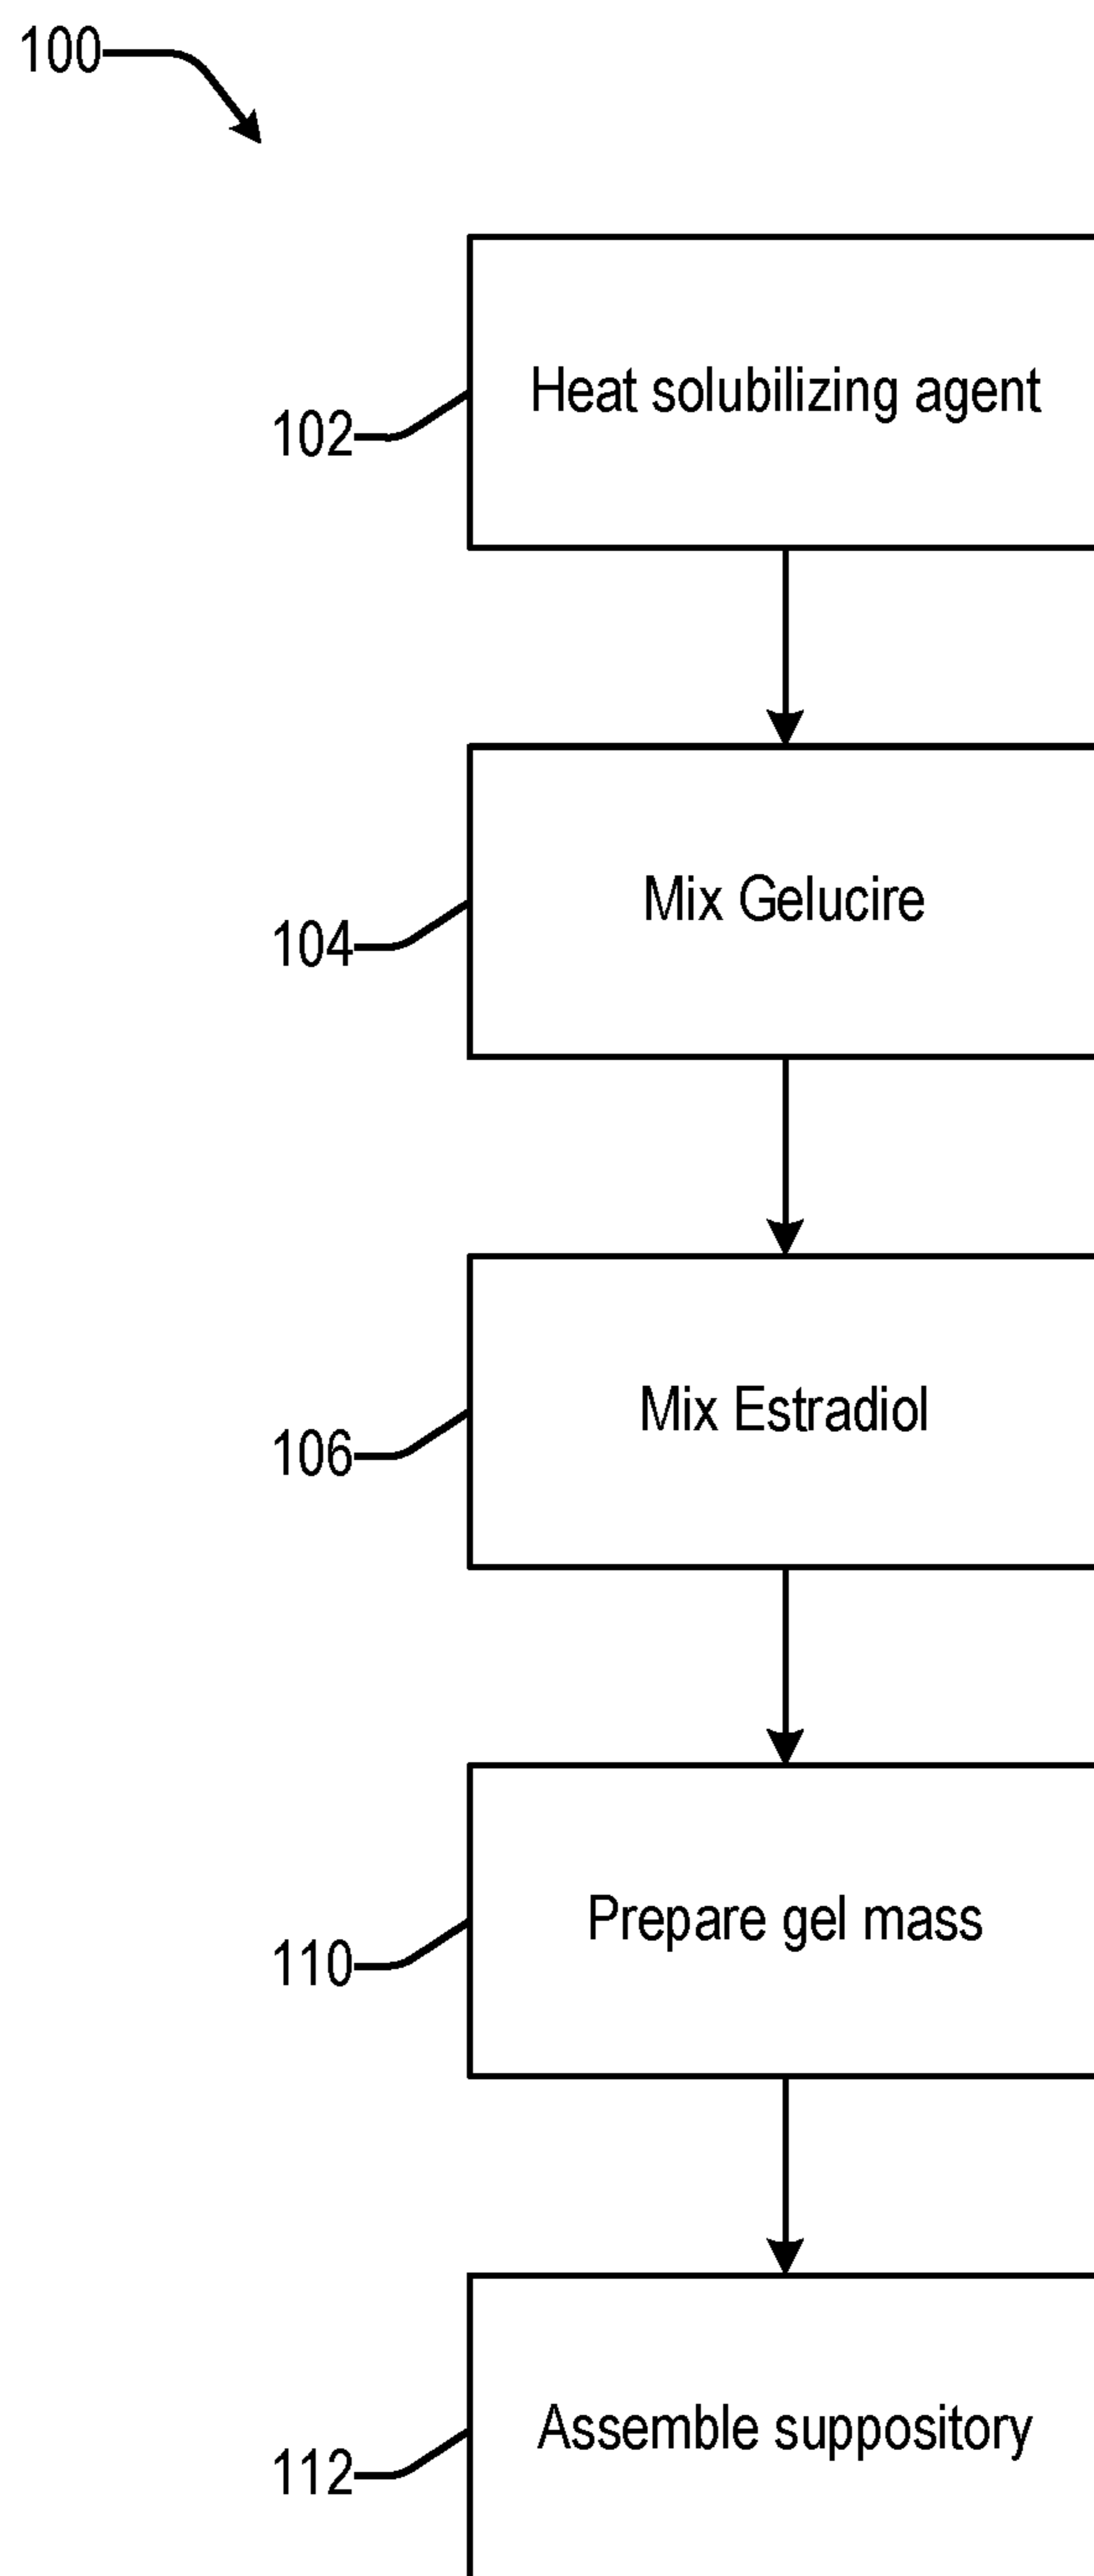 100
Heat solubilizing agent
102
Mix Gelucire
104
Mix Estradiol
106
Prepare gel mass
110
Assemble suppository
112